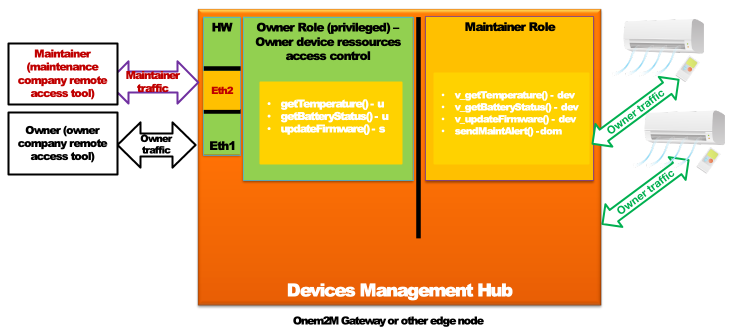 Maintainer
(maintenance
company remote
access tool)
Maintainer
traffic
Owner (owner
company remote
access tool)
Owner
traffic
HW
Eth2
Eth1
Owner Role (privileged) –
Owner device ressources
access control
• getTemperature() - u
• getBatteryStatus() - u
• updateFirmware() - s
Maintainer Role
• v_getTemperature() - dev
• v_getBatteryStatus() - dev
• v_updateFirmware() - dev
• sendMaintAlert() -dom
Owner traffic
Owner traffic
Devices Management Hub
Onem2M Gateway or other edge node